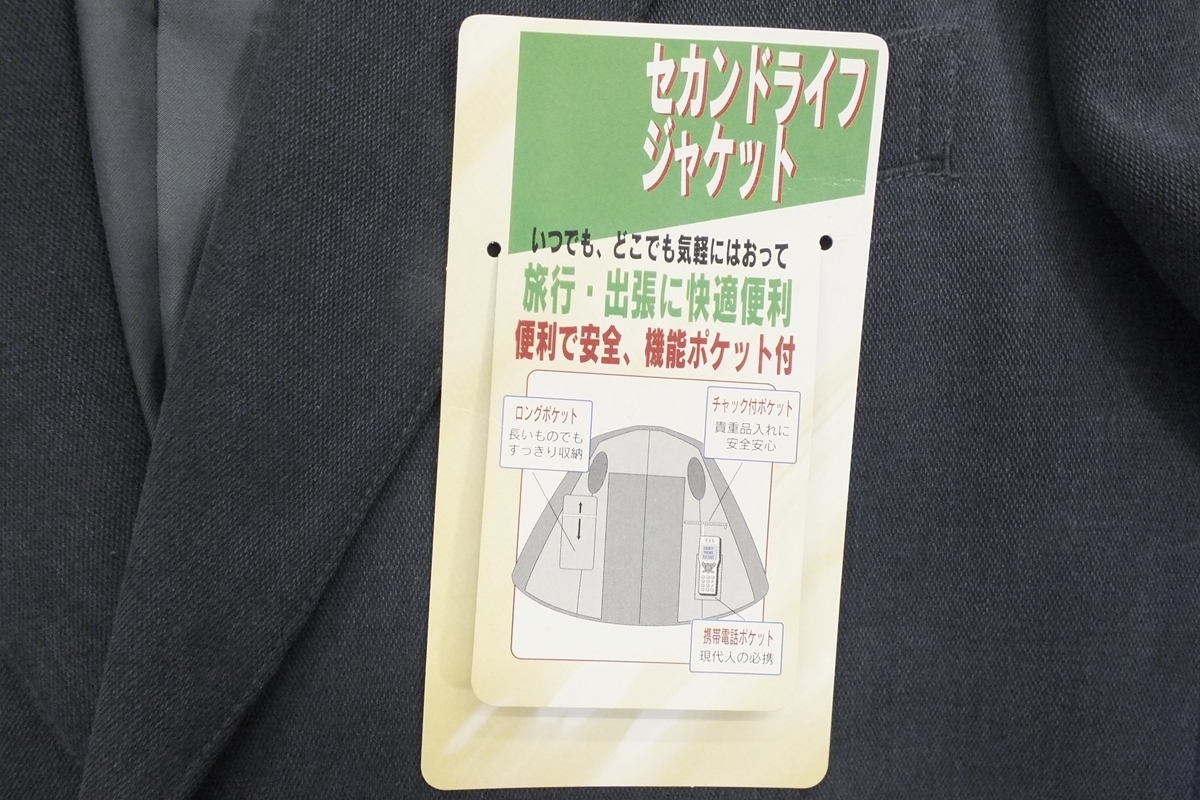 セカンドライフ
ジャケット
いつでも、どこでも気軽にはおって
旅行・出張に快適便利
便利で安全、機能ポケット付
ロングポケット
長いものでも
すっきり収納
チャック付ポケット
貴重品入れに
安全安心
携帯電話ポケット
現代人の必携